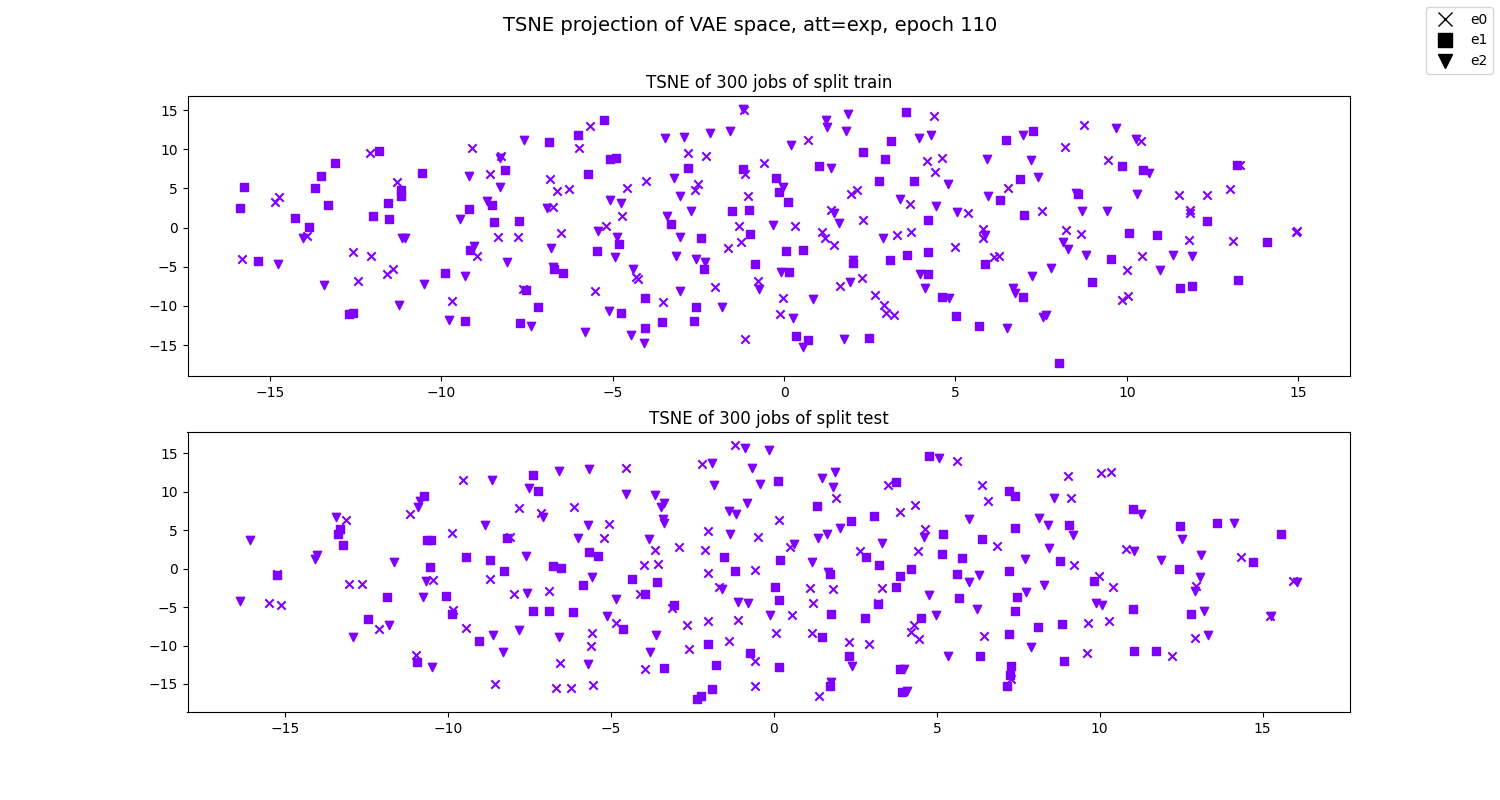 TSNE projection of VAE space, att=exp, epoch 110
e0
e1
e2
TSNE of 300 jobs of split train
15
10
5
0
−5
−10
−15
−15 −10 −5 0 5 10 15
TSNE of 300 jobs of split test
15
10
5
0
−5
−10
−15
−15 −10 −5 0 5 10 15